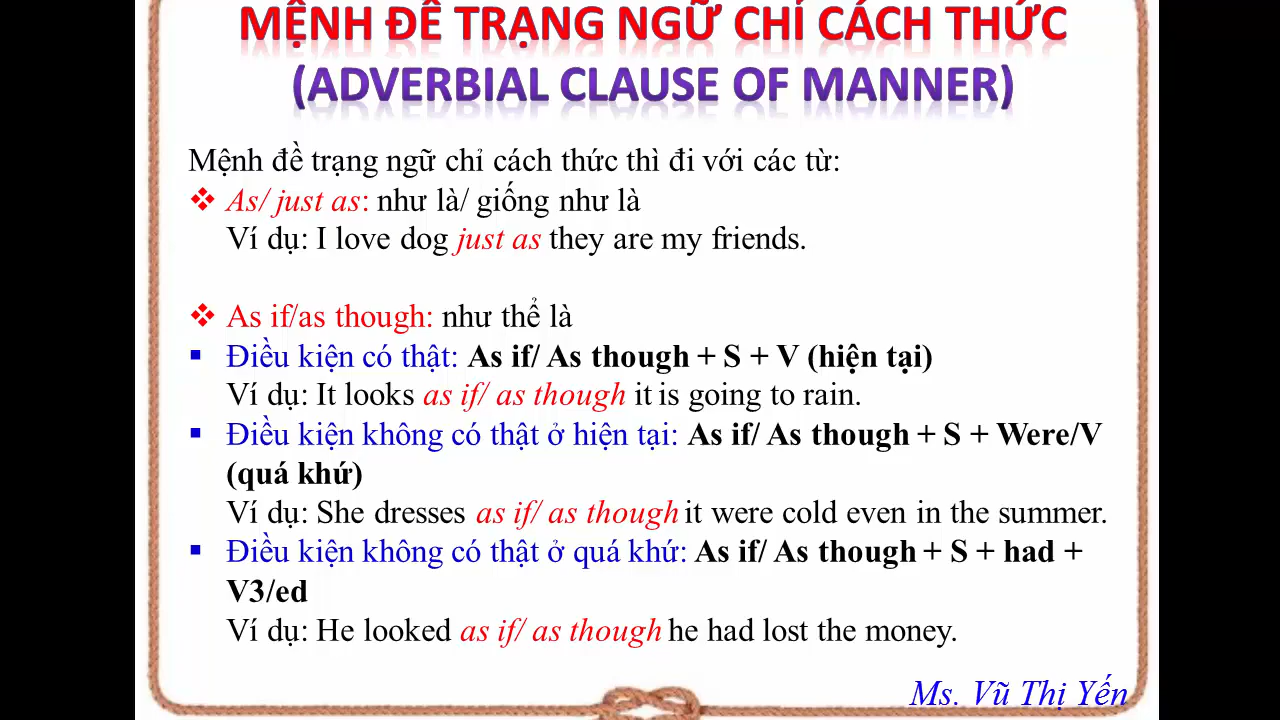 MỆNH ĐỀ TRẠNG NGỮ CHỈ CÁCH THỨC
(ADVERBIAL CLAUSE OF MANNER)
Mệnh đề trạng ngữ chỉ cách thức thì đi với các từ:
❖ As/ just as: như là/ giống như là
Ví dụ: I love dog just as they are my friends.
❖ As if/as though: như thể là
▪ Điều kiện có thật: As if/ As though + S + V (hiện tại)
Ví dụ: It looks as if/ as though it is going to rain.
▪ Điều kiện không có thật ở hiện tại: As if/ As though + S + Were/V
(quá khứ)
Ví dụ: She dresses as if/ as though it were cold even in the summer.
▪ Điều kiện không có thật ở quá khứ: As if/ As though + S + had +
V3/ed
Ví dụ: He looked as if/ as though he had lost the money.
Ms. Vũ Thị Yến